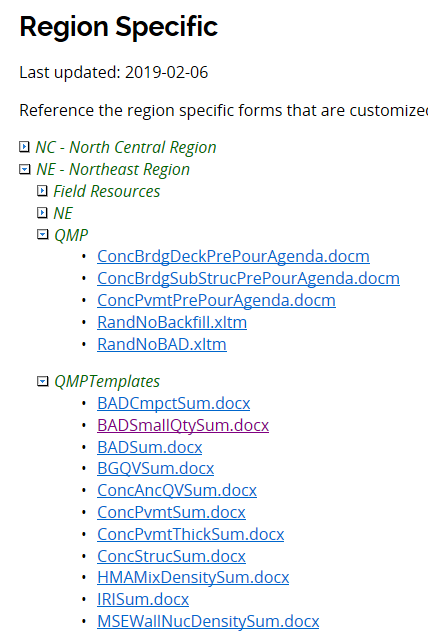 Region Specific
Last updated: 2019-02-06
Reference the region specific forms that are customized
NC - North Central Region
NE - Northeast Region
Field Resources
NE
QMP
ConcBrdgDeckPrePourAgenda.docm
ConcBrdgSubStrucPrePourAgenda.docm
ConcPvmtPrePourAgenda.docm
RandNoBackfill.xltm
RandNoBAD.xltm
QMPTemplates
BADCmpctSum.docx
BADSmallQtySum.docx
BADSum.docx
BGQVSum.docx
ConcAncQVSum.docx
ConcPvmtSum.docx
ConcPvmtThickSum.docx
ConcStrucSum.docx
HMAMixDensitySum.docx
IRISum.docx
MSEWallNucDensitySum.docx